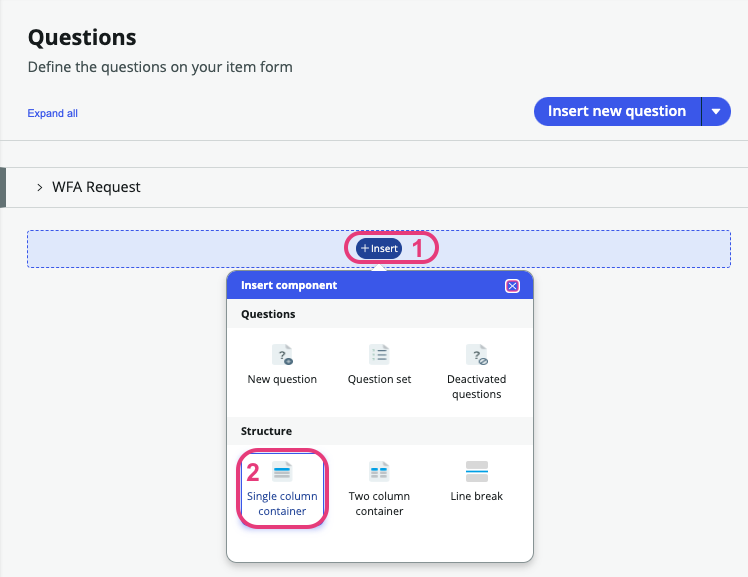 Questions
Define the questions on your item form
Expand all
Insert new question
WFA Request
+ Insert
1
Insert component
Questions
New question
Question set
Deactivated
questions
Structure
2
Single column
container
Two column
container
Line break